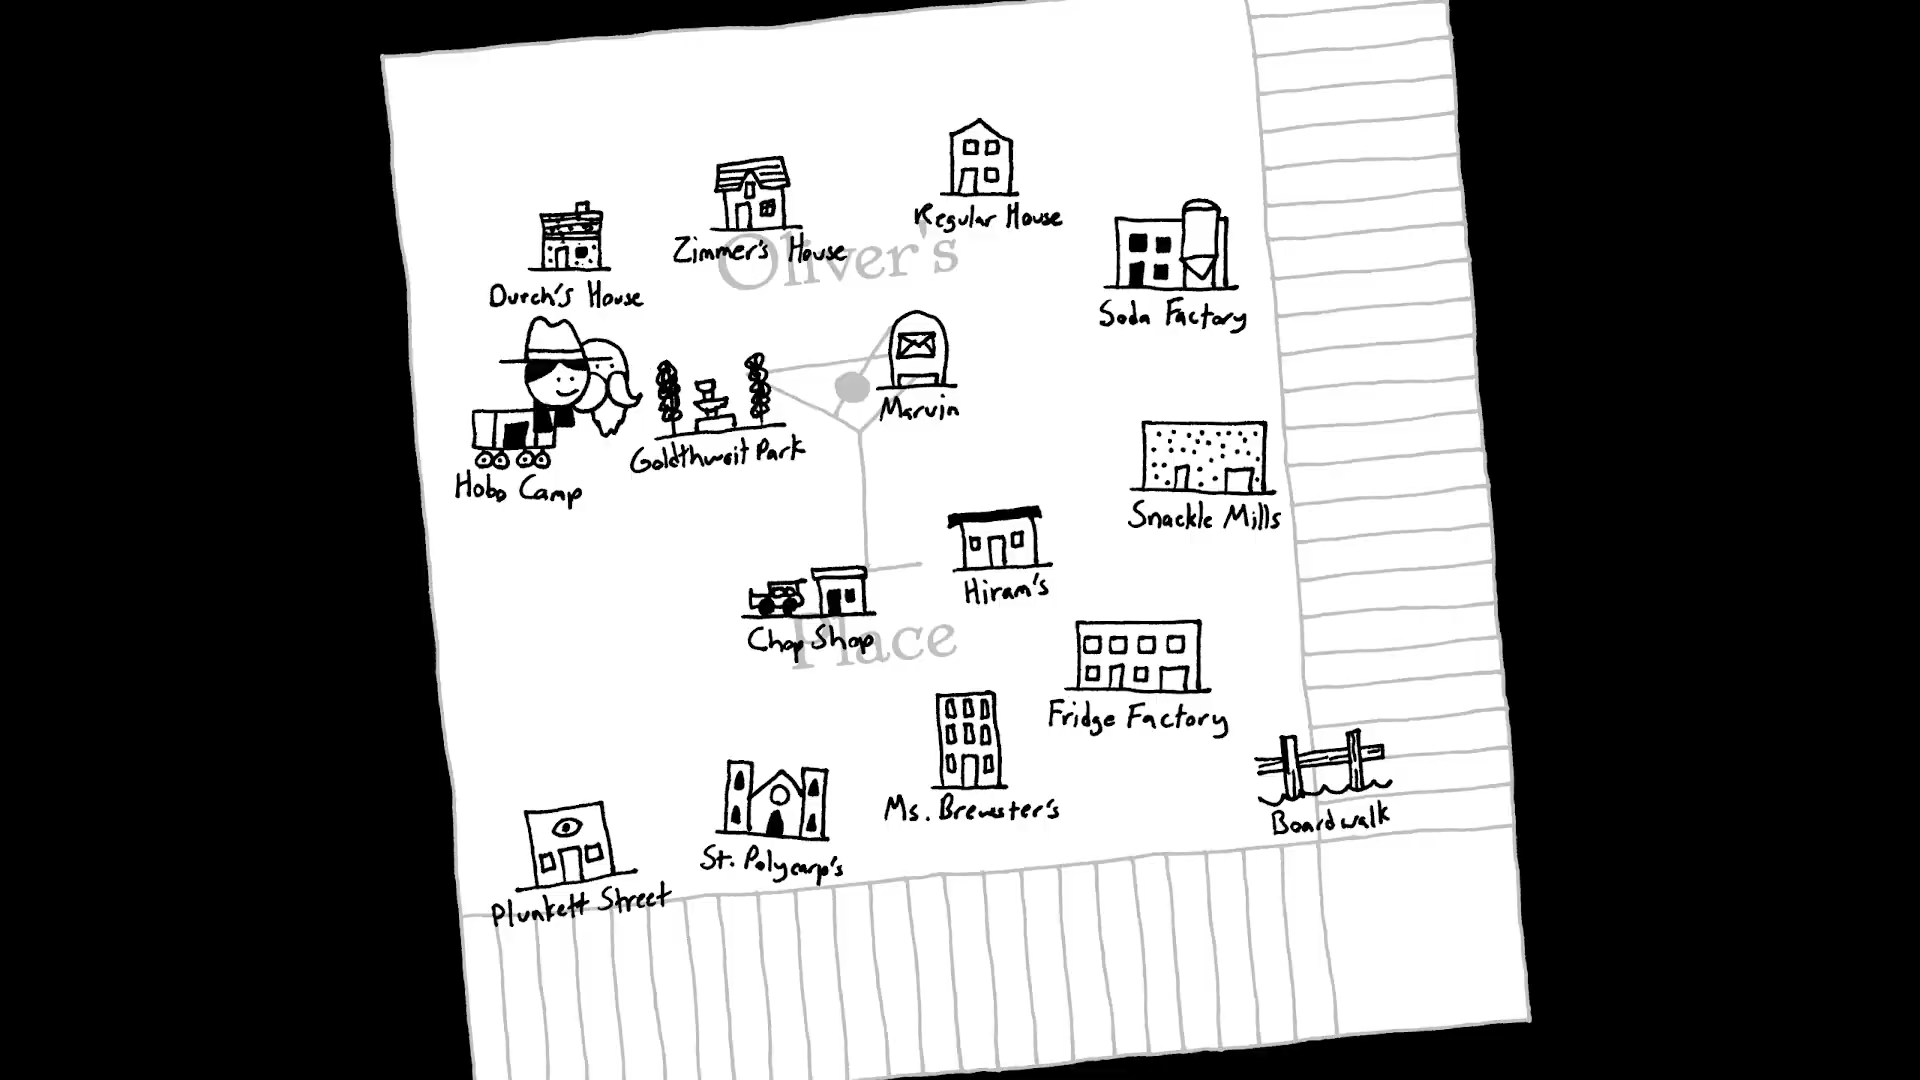 Regular House
Zimmer's House
Oliver's
Durch's House
Soda Factory
Marvin
Goldthwait Park
Hobo Camp
Snackle Mills
Hiram's
Chop Shop
Place
Fridge Factory
Ms. Brewster's
Boardwalk
St. Polycarp's
Plunkett Street